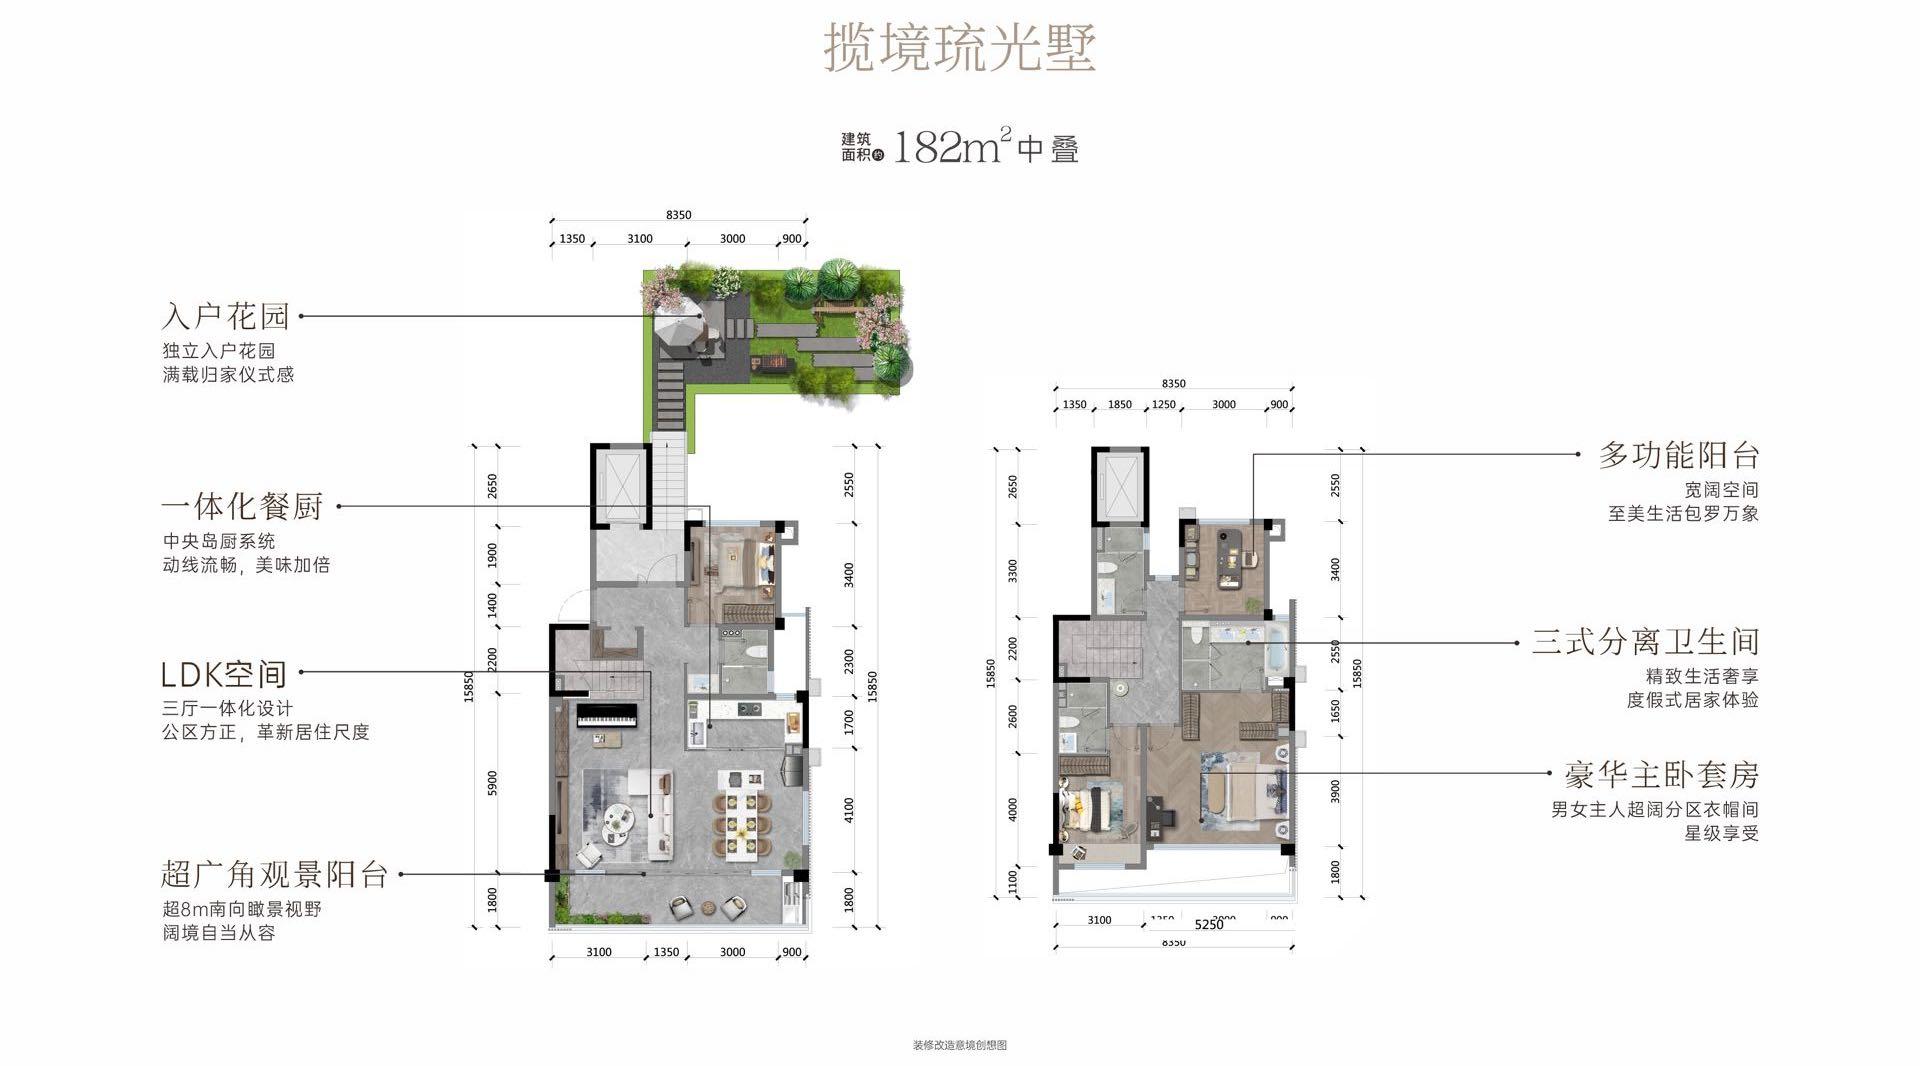 揽境琉光墅
建筑面积约 182m²中叠
8350
1350 3100 3000 900
入户花园
独立入户花园
满载归家仪式感
一体化餐厨
中央岛厨系统
动线流畅，美味加倍
LDK空间
三厅一体化设计
公区方正，革新居住尺度
超广角观景阳台
超8m南向瞰景视野
阔境自当从容
15850
2650
1900
1400
2200
5900
1800
2550
3400
2300
1700
4100
1800
15850
3100 1350 3000 900
8350
1350 1850 1250 3000 900
15850
2650
3300
2200
2600
4000
1100
2550
3400
2550
1650
3900
1800
15850
3100
5250
8350
多功能阳台
宽阔空间
至美生活包罗万象
三式分离卫生间
精致生活奢享
度假式居家体验
豪华主卧套房
男女主人超阔分区衣帽间
星级享受
装修改造意境创想图